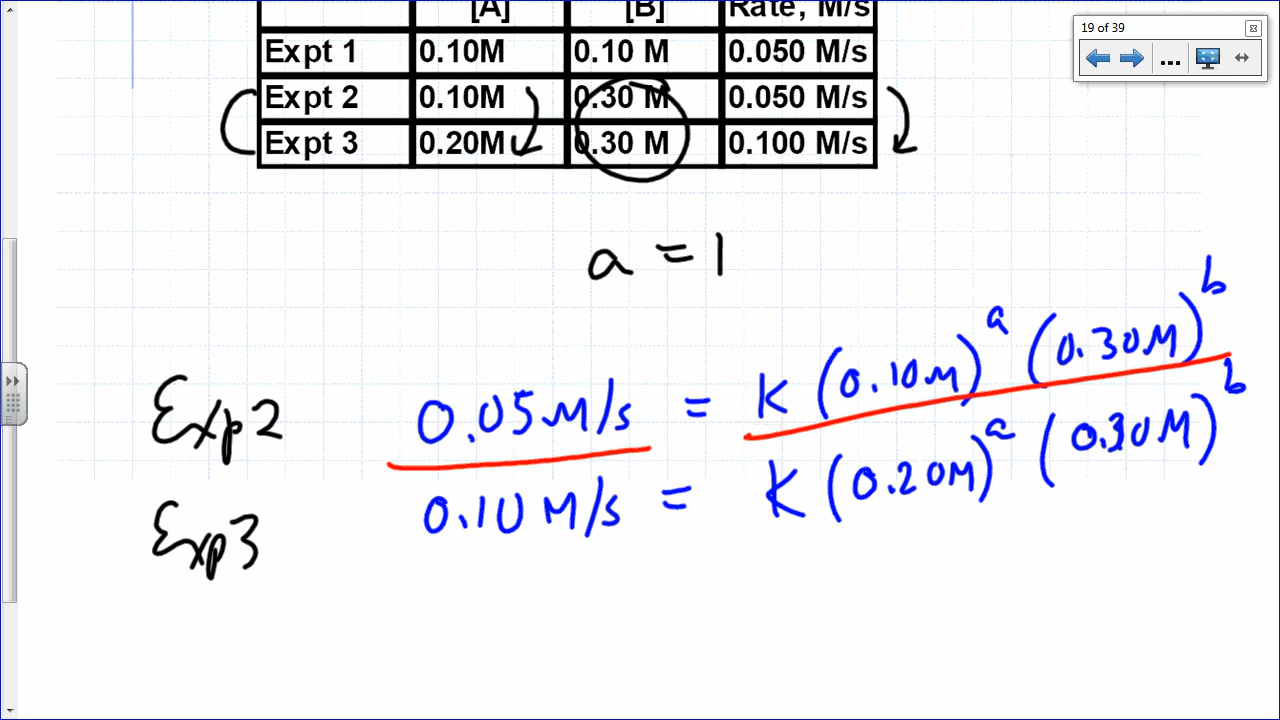 [A] [B] Rate, M/s
19 of 39
Expt 1 0.10M 0.10 M 0.050 M/s
...
Expt 2 0.10M 0.30 M 0.050 M/s
Expt 3 0.20M 0.30 M 0.100 M/s
a = 1
Exp2 0.05M/s = K (0.10M)^a (0.30M)^b
Exp3 0.10 M/s = K (0.20M)^a (0.30M)^b